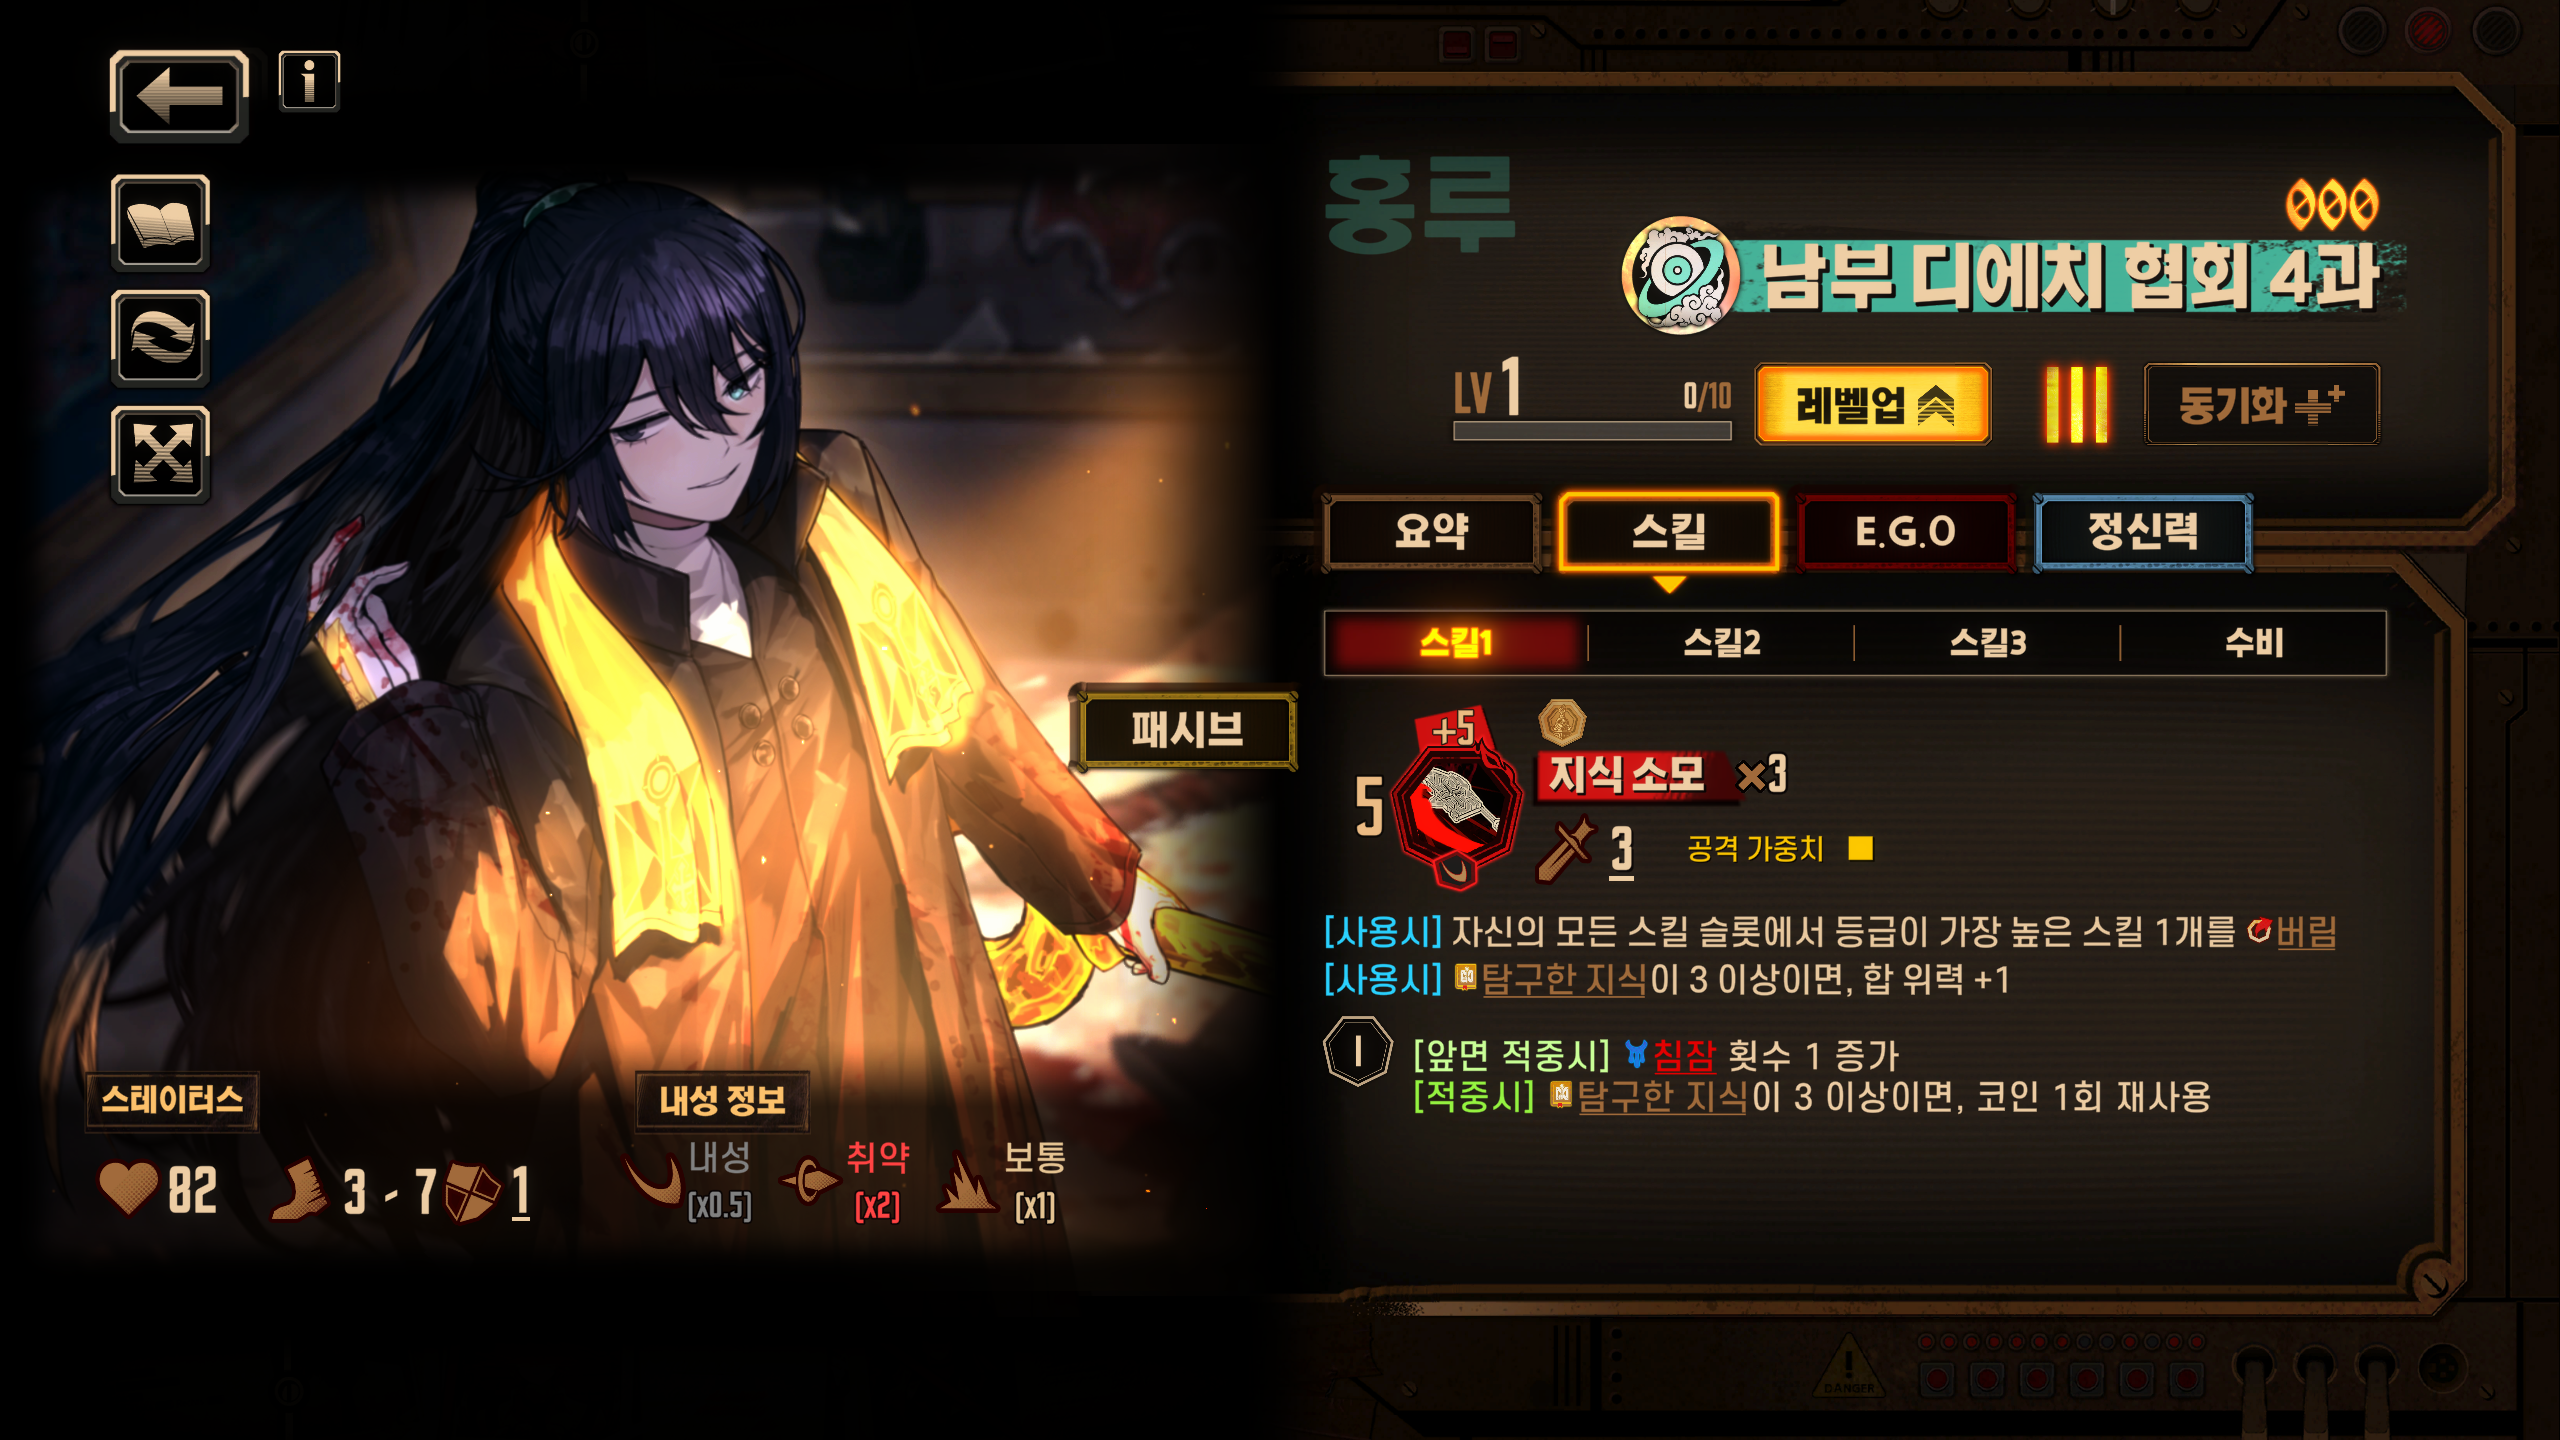 홍루
000
남부 디에치 협회 4과
LV 1
0/10
레벨업
동기화
요약
스킬
E.G.O
정신력
스킬1
스킬2
스킬3
수비
패시브
+5
5
지식 소모 ×3
3
공격 가중치
[사용시] 자신의 모든 스킬 슬롯에서 등급이 가장 높은 스킬 1개를 버림
[사용시] 탐구한 지식이 3 이상이면, 합 위력 +1
I
[앞면 적중시] 침잠 횟수 1 증가
[적중시] 탐구한 지식이 3 이상이면, 코인 1회 재사용
스테이터스
82
3 - 7
1
내성 정보
내성
[x0.5]
취약
[x2]
보통
[x1]
DANGER